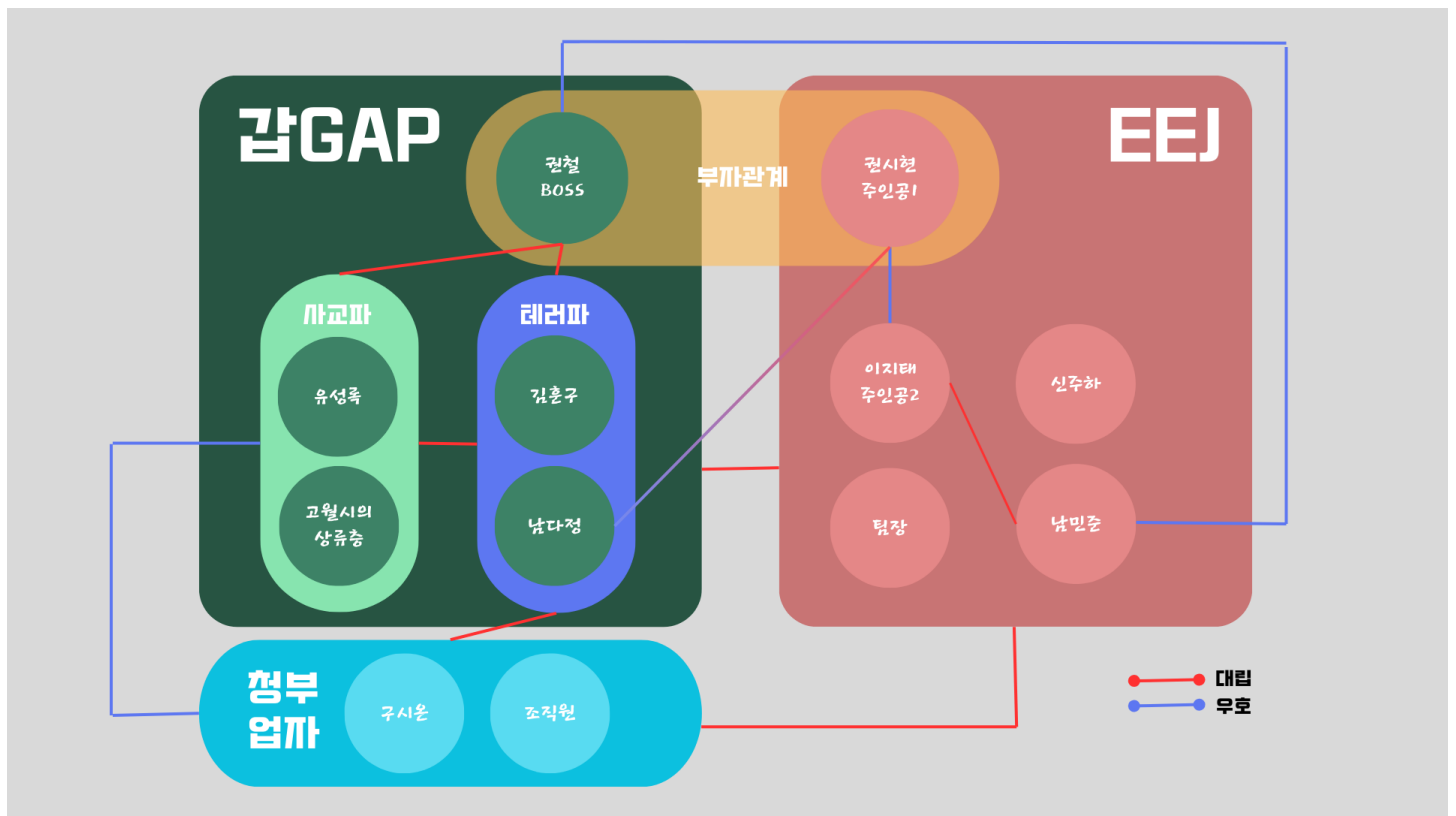 갑GAP
EEJ
권철
BOSS
부자관계
권시현
주인공1
사교파
테러파
유성록
김훈구
고월시의
상류층
남다정
이지태
주인공2
신주하
팀장
남민준
청부
업자
구시온
조직원
대립
우호